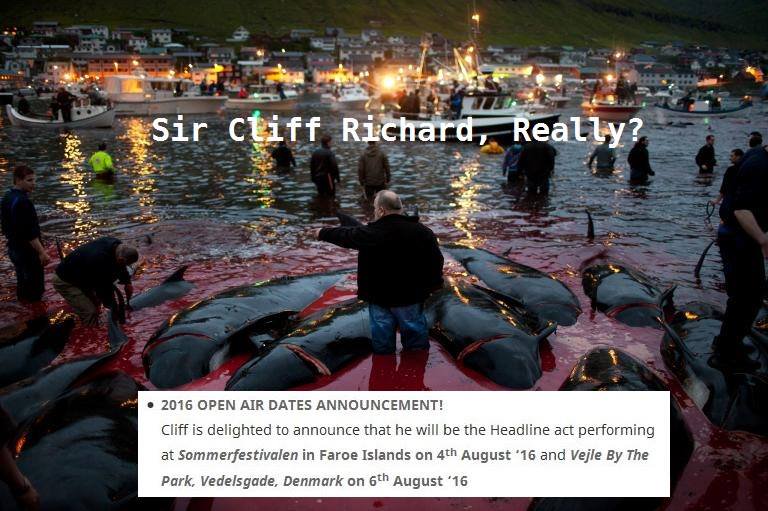 Sir Cliff Richard, Really?
• 2016 OPEN AIR DATES ANNOUNCEMENT!
Cliff is delighted to announce that he will be the Headline act performing
at Sommerfestivalen in Faroe Islands on 4th August ‘16 and Vejle By The
Park, Vedelsgade, Denmark on 6th August ‘16